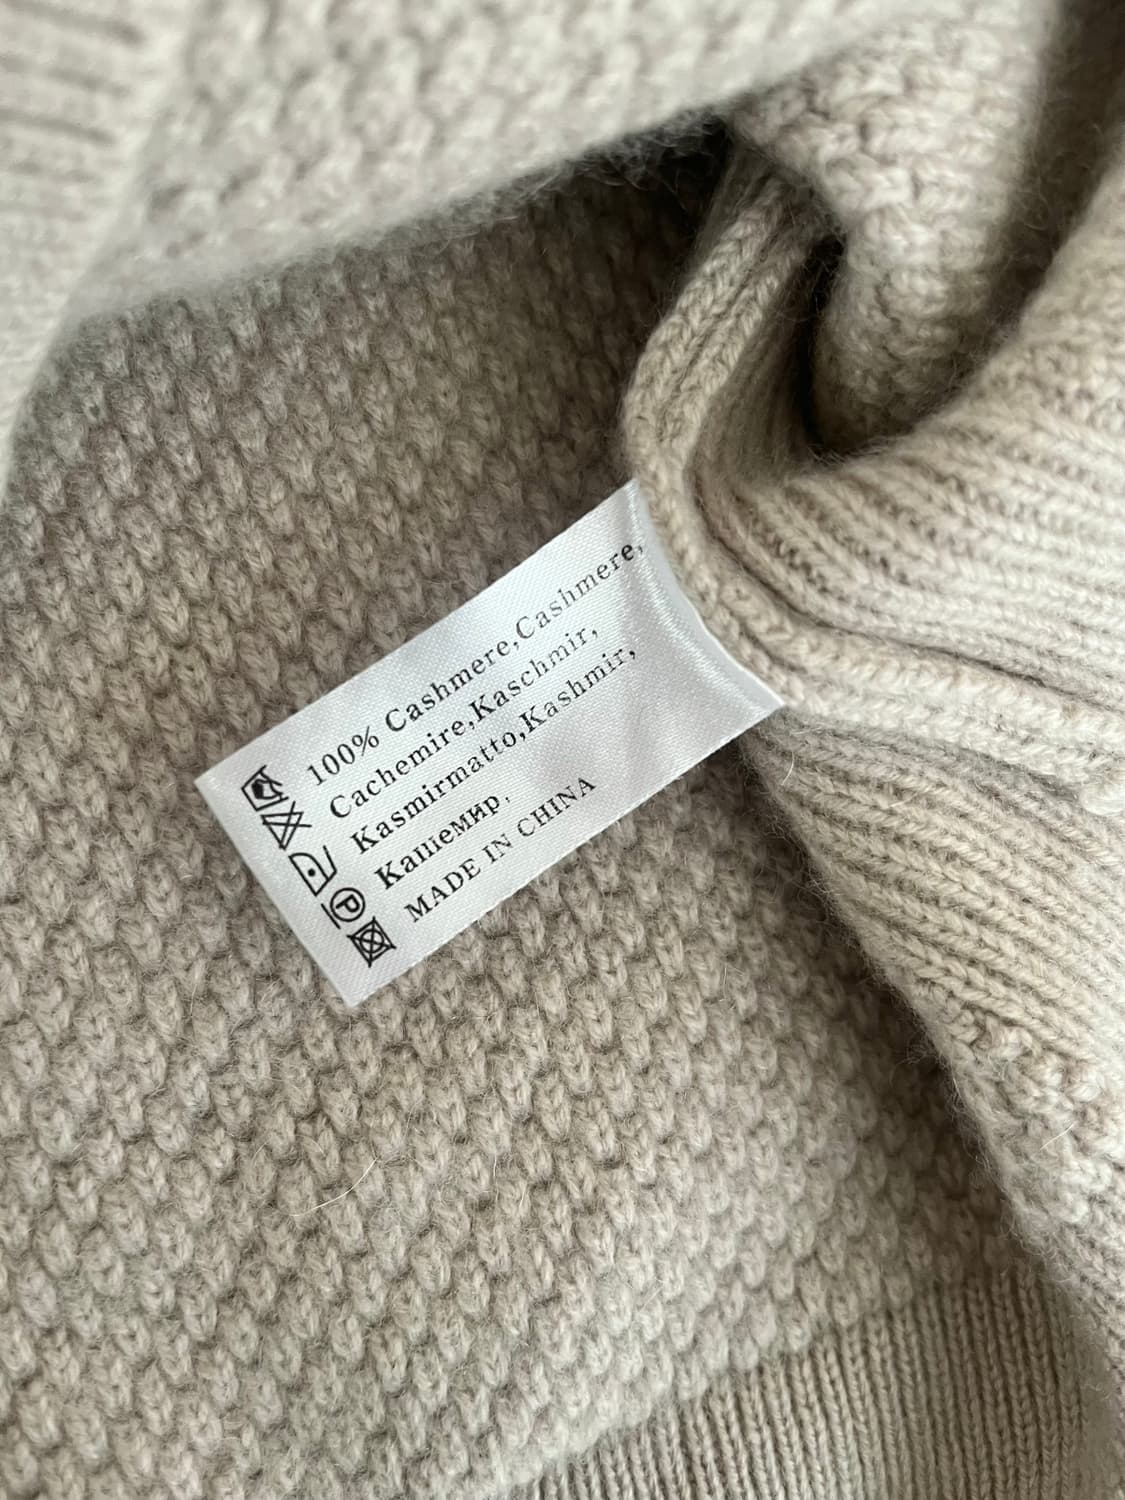 100% Cashmere,Cashmere,
Cachemire,Kaschmir,
Kasmirmatto,Kashmir,
Кашемир,
MADE IN CHINA
P